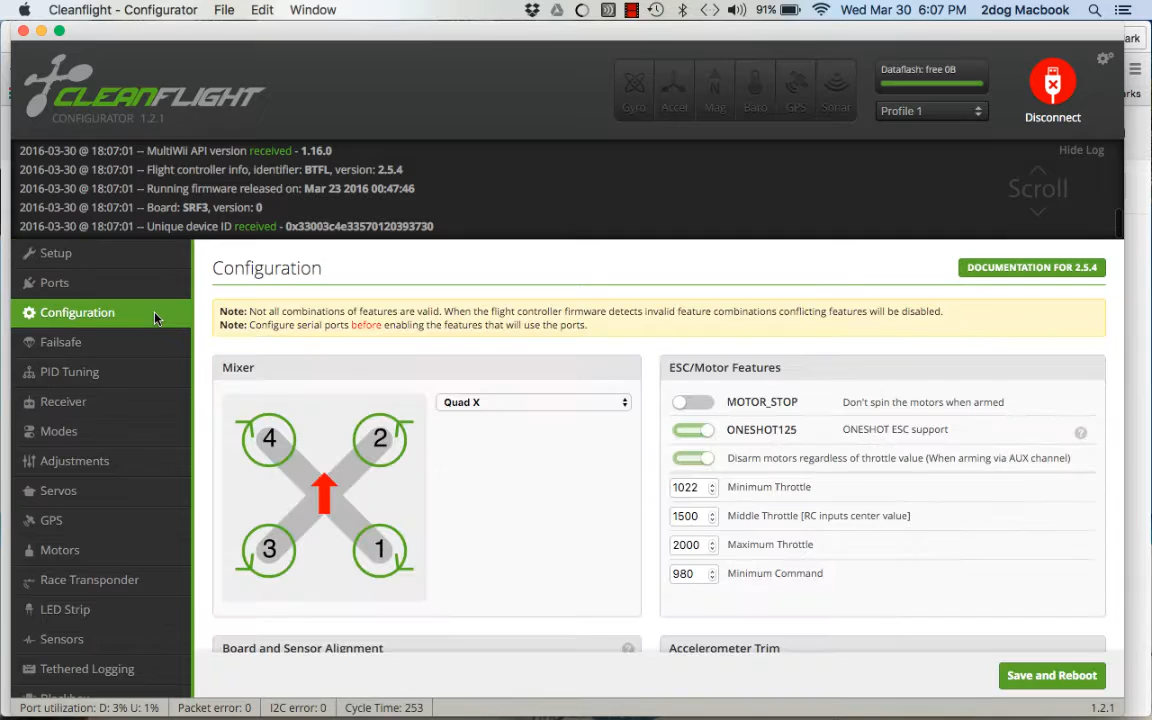 Cleanflight - Configurator File Edit Window 91% Wed Mar 30 6:07 PM 2dog Macbook
ark
CLEANFLIGHT
CONFIGURATOR 1.2.1
Gyro Accel Mag Baro GPS Sonar
Dataflash: free 0B
Profile 1
Disconnect
rks
2016-03-30 @ 18:07:01 -- MultiWii API version received - 1.16.0
Hide Log
2016-03-30 @ 18:07:01 -- Flight controller info, identifier: BTFL, version: 2.5.4
2016-03-30 @ 18:07:01 -- Running firmware released on: Mar 23 2016 00:47:46
Scroll
2016-03-30 @ 18:07:01 -- Board: SRF3, version: 0
2016-03-30 @ 18:07:01 -- Unique device ID received - 0x33003c4e33570120393730
Setup
Ports
Configuration
Failsafe
PID Tuning
Receiver
Modes
Adjustments
Servos
GPS
Motors
Race Transponder
LED Strip
Sensors
Tethered Logging
Blackbox
Configuration
DOCUMENTATION FOR 2.5.4
Note: Not all combinations of features are valid. When the flight controller firmware detects invalid feature combinations conflicting features will be disabled.
Note: Configure serial ports before enabling the features that will use the ports.
Mixer
Quad X
4 2
3 1
ESC/Motor Features
MOTOR_STOP Don't spin the motors when armed
ONESHOT125 ONESHOT ESC support ?
Disarm motors regardless of throttle value (When arming via AUX channel)
1022 Minimum Throttle
1500 Middle Throttle [RC inputs center value]
2000 Maximum Throttle
980 Minimum Command
Board and Sensor Alignment ?
Accelerometer Trim
Save and Reboot
Port utilization: D: 3% U: 1% Packet error: 0 I2C error: 0 Cycle Time: 253 1.2.1